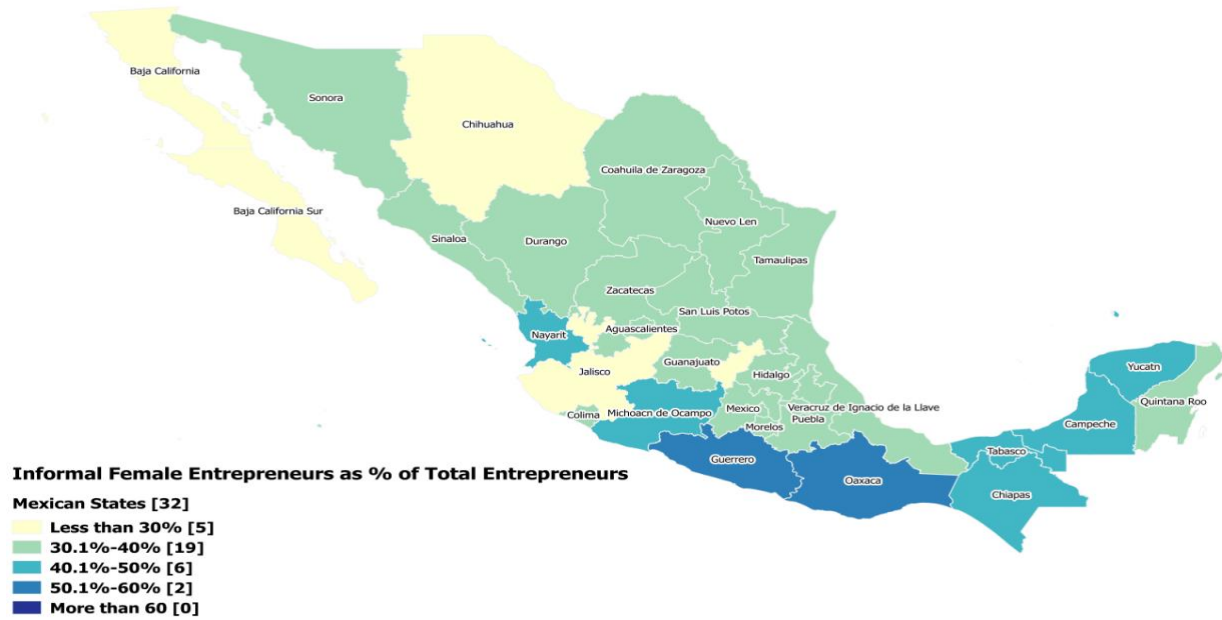 Baja California
Sonora
Chihuahua
Coahuila de Zaragoza
Baja California Sur
Nuevo Len
Sinaloa
Durango
Tamaulipas
Zacatecas
San Luis Potos
Nayarit
Aguascalientes
Guanajuato
Jalisco
Hidalgo
Yucatn
Quintana Roo
Colima
Michoacn de Ocampo
Mexico
Veracruz de Ignacio de la Llave
Puebla
Morelos
Campeche
Tabasco
Guerrero
Oaxaca
Chiapas
Informal Female Entrepreneurs as % of Total Entrepreneurs
Mexican States [32]
Less than 30% [5]
30.1%-40% [19]
40.1%-50% [6]
50.1%-60% [2]
More than 60 [0]